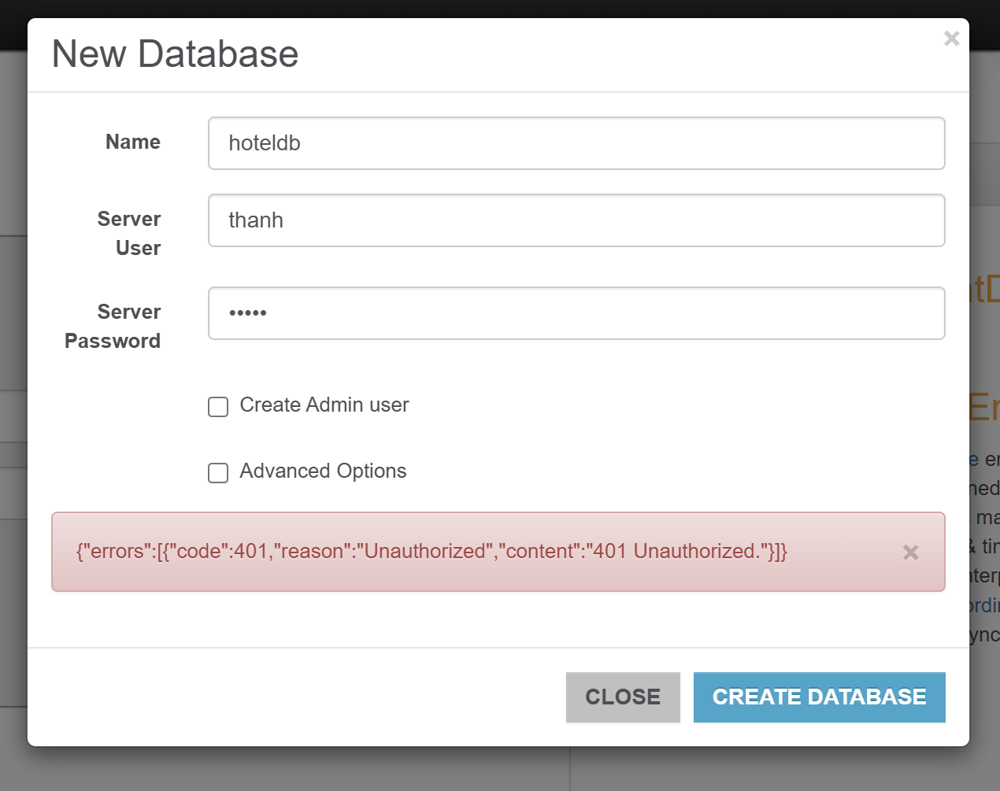 New Database
×
Name
hoteldb
Server
User
thanh
Server
Password
•••••
Create Admin user
Advanced Options
{"errors":[{"code":401,"reason":"Unauthorized","content":"401 Unauthorized."}]}
×
CLOSE
CREATE DATABASE